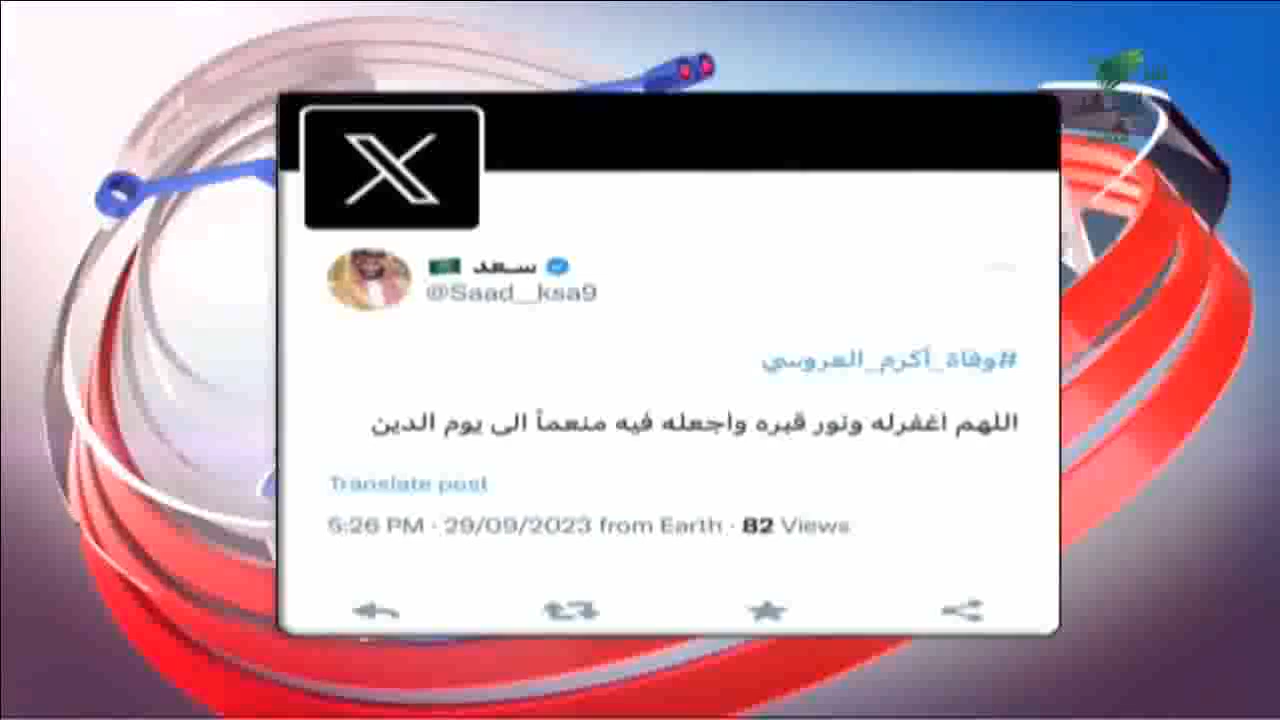 سعد
@Saad_ksa9
#وفاة_أكرم_العروسي
اللهم اغفرله ونور قبره واجعله فيه منعماً الى يوم الدين
Translate post
5:26 PM · 29/09/2023 from Earth · 82 Views